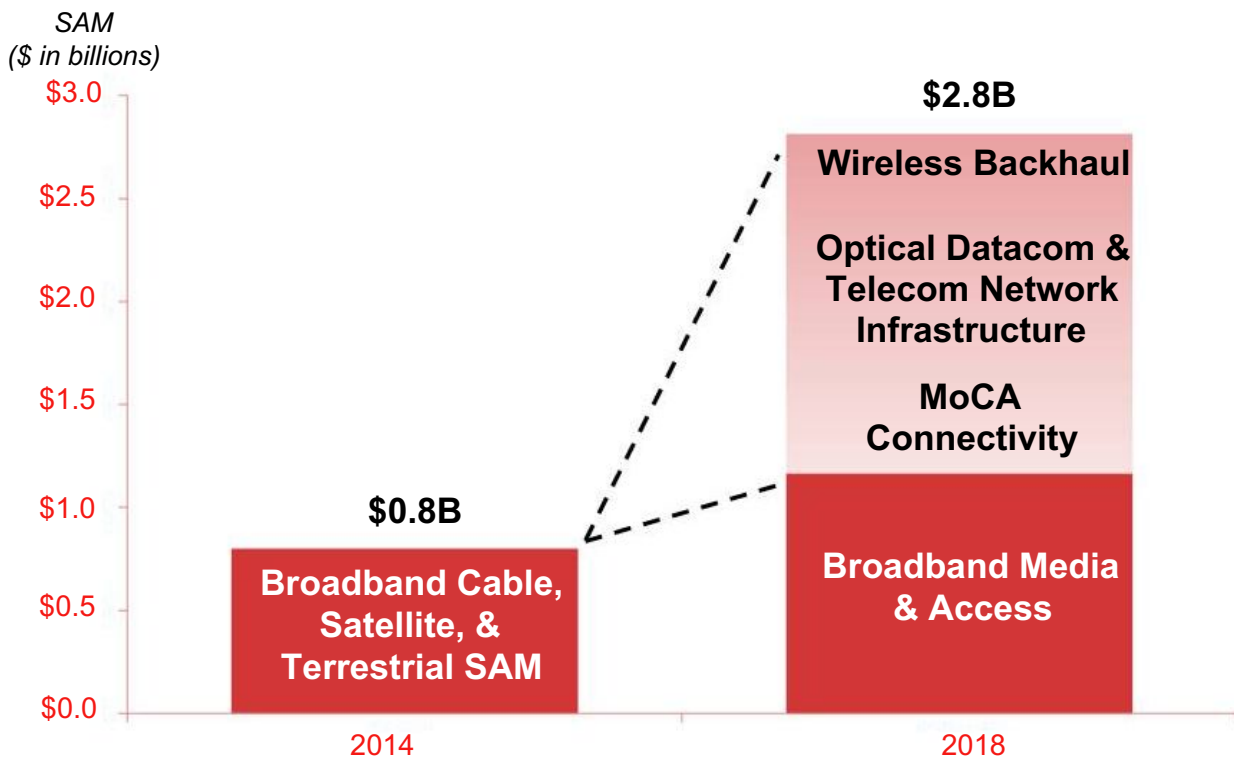 SAM
($ in billions)
$3.0
$2.5
$2.0
$1.5
$1.0
$0.5
$0.0
$0.8B
Broadband Cable,
Satellite, &
Terrestrial SAM
2014
$2.8B
Wireless Backhaul
Optical Datacom &
Telecom Network
Infrastructure
MoCA
Connectivity
Broadband Media
& Access
2018